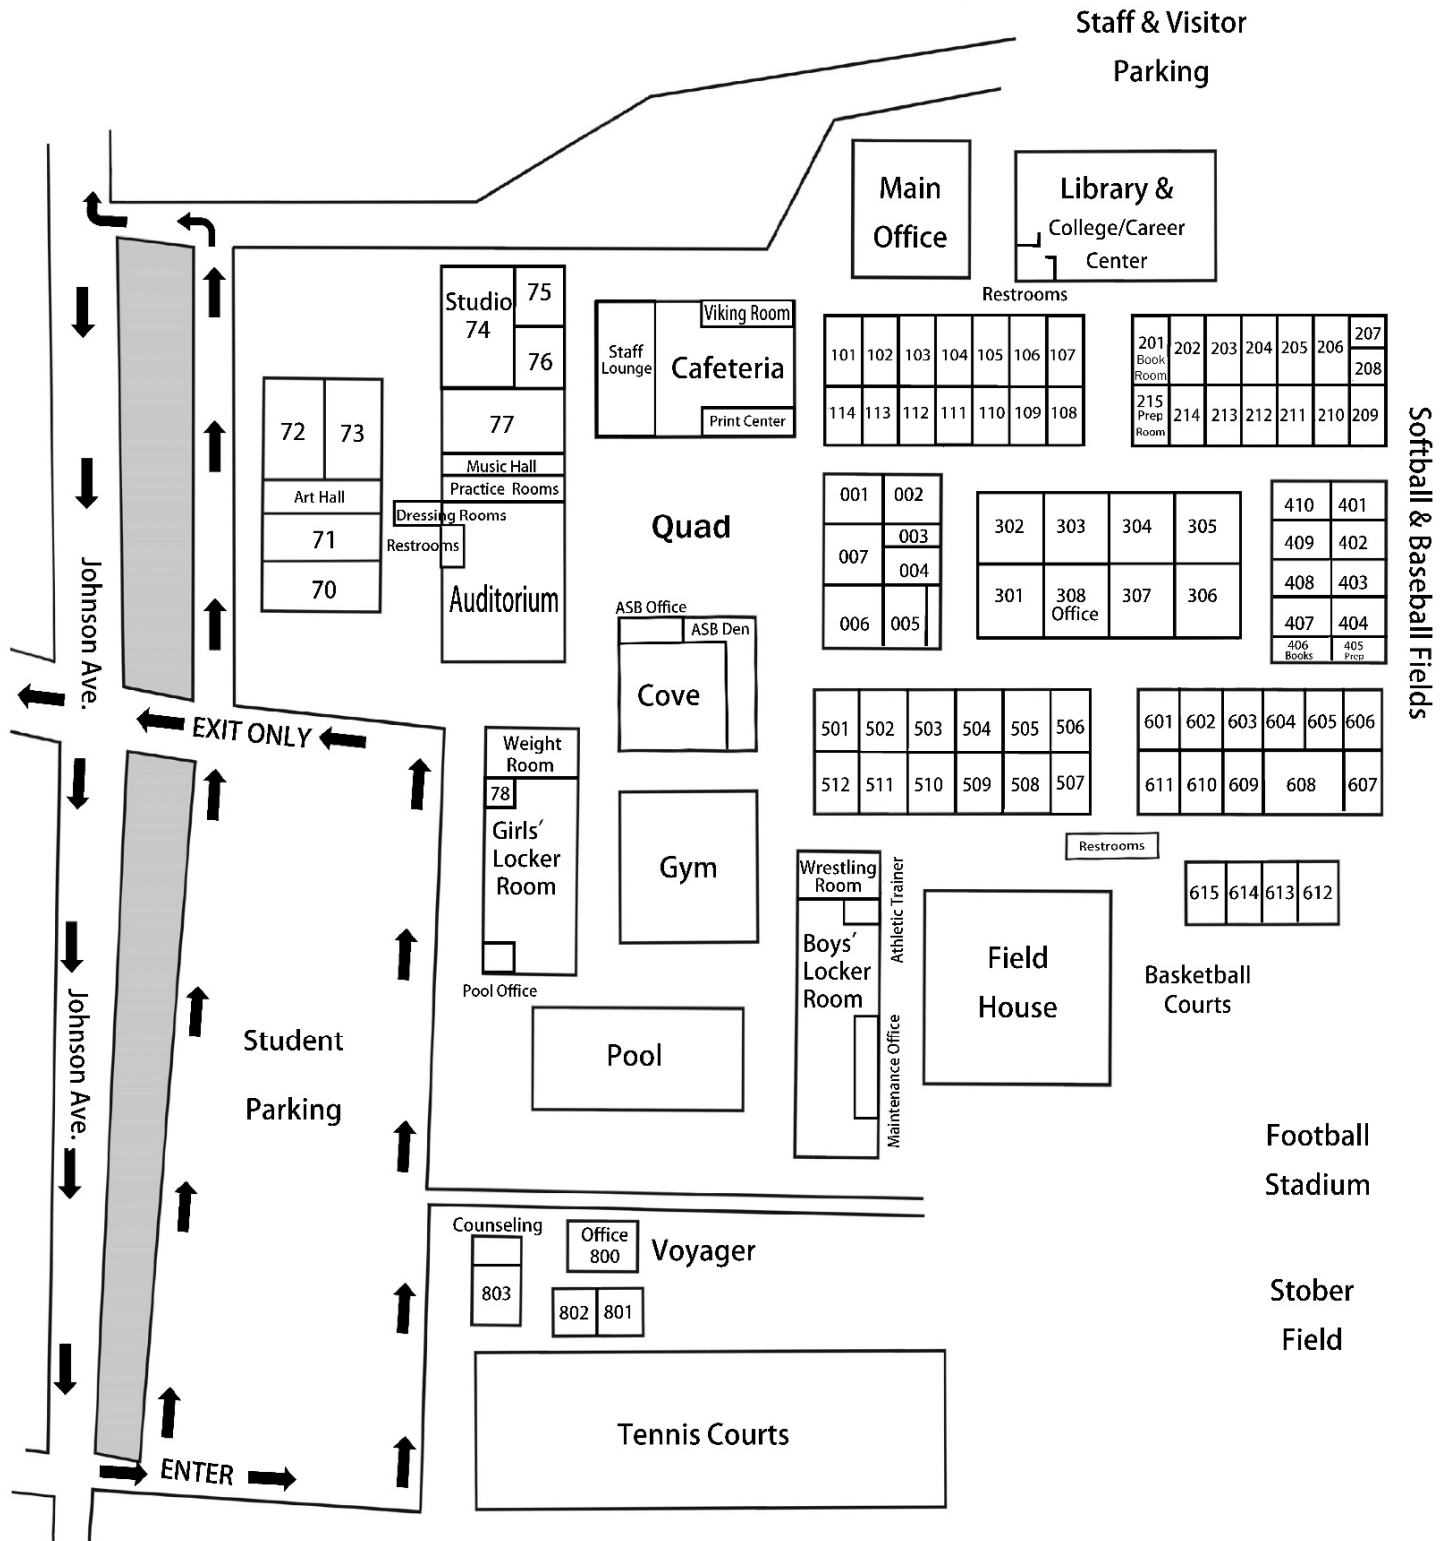 Staff & Visitor
Parking
Main
Office
Library &
College/Career
Center
Restrooms
Studio
74
75
76
77
Music Hall
Practice Rooms
Dressing Rooms
Restrooms
Auditorium
72
73
Art Hall
71
70
Staff
Lounge
Viking Room
Cafeteria
Print Center
101 102 103 104 105 106 107
114 113 112 111 110 109 108
201
Book
Room
202 203 204 205 206
207
208
215
Prep
Room
214 213 212 211 210 209
Softball & Baseball Fields
Quad
001 002
003
007
004
006 005
302 303 304 305
301
308
Office
307 306
410 401
409 402
408 403
407 404
406
Books
405
Prep
Johnson Ave.
EXIT ONLY
ASB Office
ASB Den
Cove
501 502 503 504 505 506
512 511 510 509 508 507
601 602 603 604 605 606
611 610 609 608 607
Weight
Room
78
Girls'
Locker
Room
Pool Office
Gym
Wrestling
Room
Athletic Trainer
Boys'
Locker
Room
Maintenance Office
Restrooms
615 614 613 612
Field
House
Basketball
Courts
Johnson Ave.
Student
Parking
Pool
Football
Stadium
Counseling
803
Office
800
Voyager
802 801
Stober
Field
Tennis Courts
ENTER